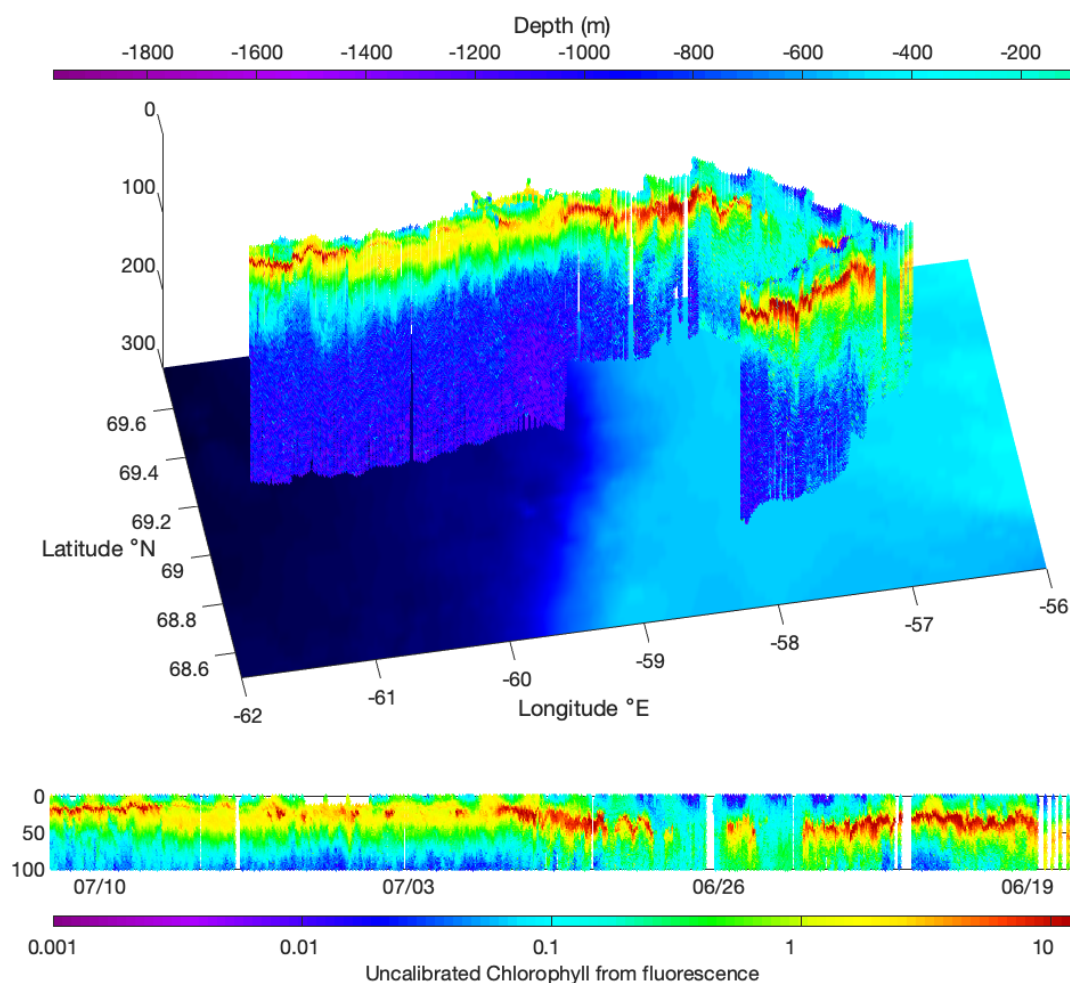 Depth (m)
-1800 -1600 -1400 -1200 -1000 -800 -600 -400 -200
0
100
200
300
69.6
69.4
69.2
69
68.8
68.6
Latitude °N
-62 -61 -60 -59 -58 -57 -56
Longitude °E
0
50
100
07/10 07/03 06/26 06/19
0.001 0.01 0.1 1 10
Uncalibrated Chlorophyll from fluorescence